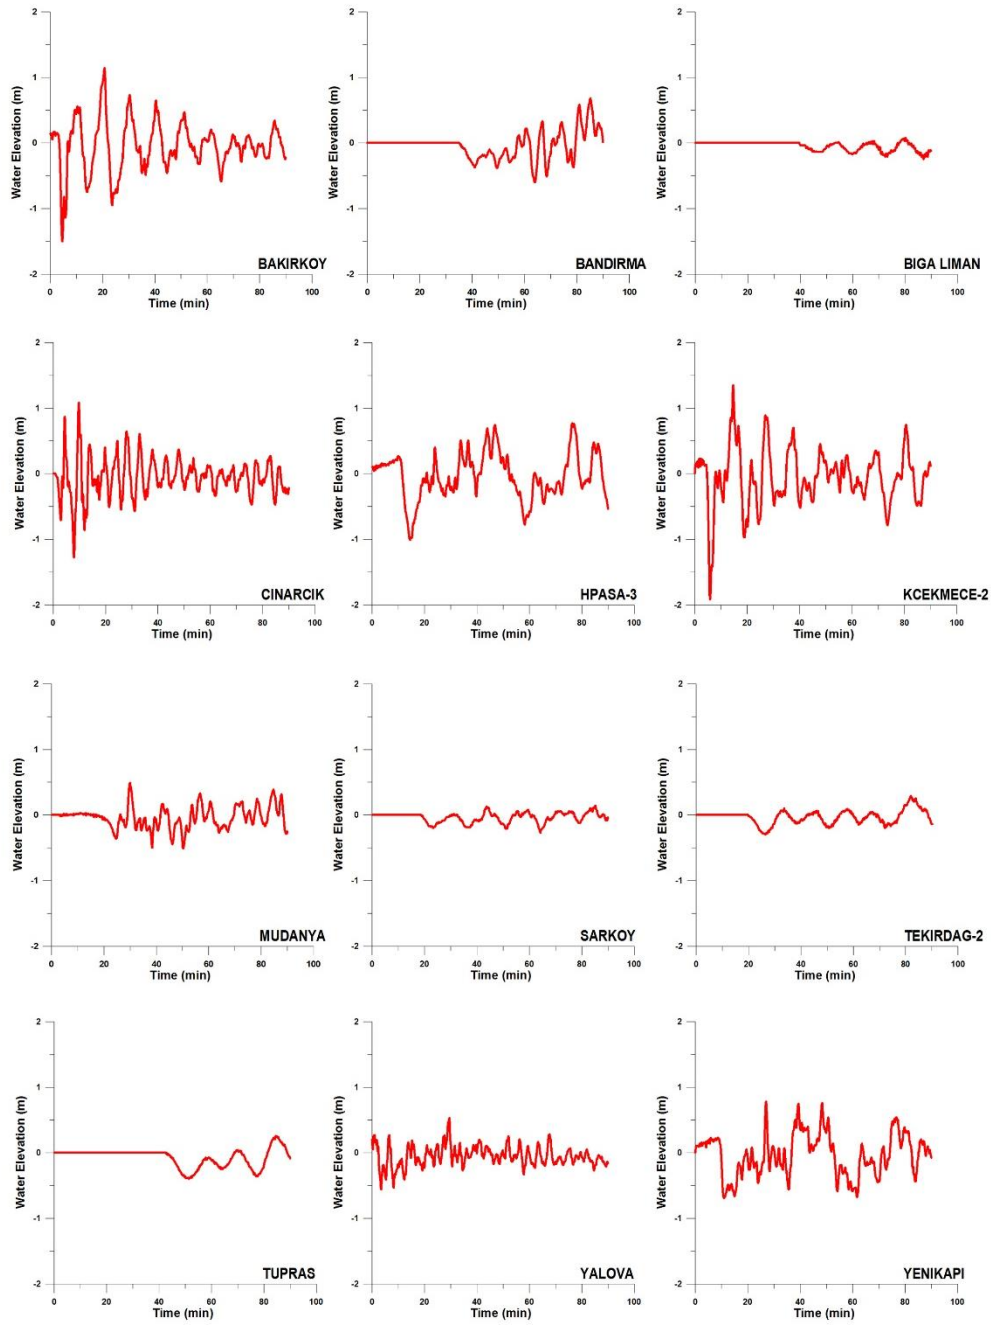 2
1
0
-1
-2
Water Elevation (m)
0 20 40 60 80 100
Time (min)
BAKIRKOY
2
1
0
-1
-2
Water Elevation (m)
0 20 40 60 80 100
Time (min)
BANDIRMA
2
1
0
-1
-2
Water Elevation (m)
0 20 40 60 80 100
Time (min)
BIGA LIMAN
2
1
0
-1
-2
Water Elevation (m)
0 20 40 60 80 100
Time (min)
CINARCIK
2
1
0
-1
-2
Water Elevation (m)
0 20 40 60 80 100
Time (min)
HPASA-3
2
1
0
-1
-2
Water Elevation (m)
0 20 40 60 80 100
Time (min)
KCEKMECE-2
2
1
0
-1
-2
Water Elevation (m)
0 20 40 60 80 100
Time (min)
MUDANYA
2
1
0
-1
-2
Water Elevation (m)
0 20 40 60 80 100
Time (min)
SARKOY
2
1
0
-1
-2
Water Elevation (m)
0 20 40 60 80 100
Time (min)
TEKIRDAG-2
2
1
0
-1
-2
Water Elevation (m)
0 20 40 60 80 100
Time (min)
TUPRAS
2
1
0
-1
-2
Water Elevation (m)
0 20 40 60 80 100
Time (min)
YALOVA
2
1
0
-1
-2
Water Elevation (m)
0 20 40 60 80 100
Time (min)
YENIKAPI